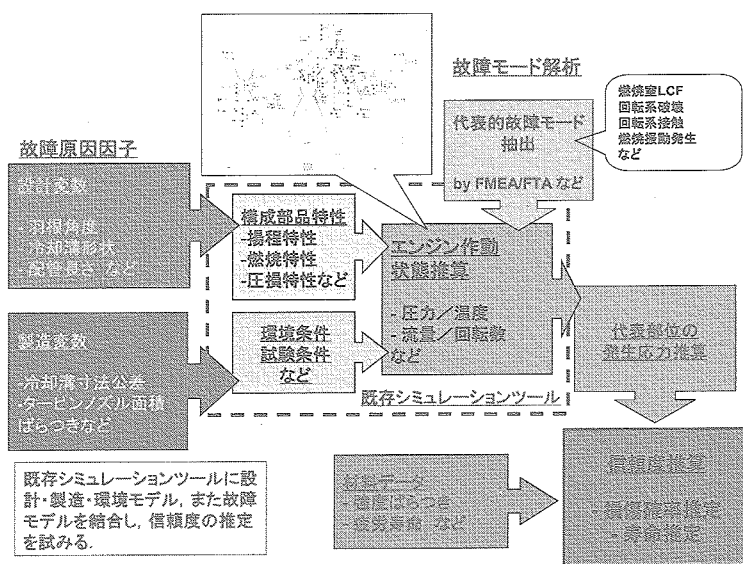 故障モード解析
代表的故障モード
抽出
by FMEA/FTA など
燃焼室LCF
回転系破壊
回転系接触
燃焼振動発生
など
故障原因因子
設計変数
- 羽根角度
- 冷却溝形状
- 配管長さ など
構成部品特性
-揚程特性
-燃焼特性
-圧損特性など
エンジン作動
状態推算
- 圧力／温度
- 流量／回転数
など
製造変数
-冷却溝寸法公差
-タービンノズル面積
ばらつきなど
環境条件
試験条件
など
既存シミュレーションツール
代表部位の
発生応力推算
既存シミュレーションツールに設
計・製造・環境モデル, また故障
モデルを結合し, 信頼度の推定
を試みる.
材料データ
- 強度ばらつき
- 疲労寿命 など
信頼度推算
推定
- 寿命推定